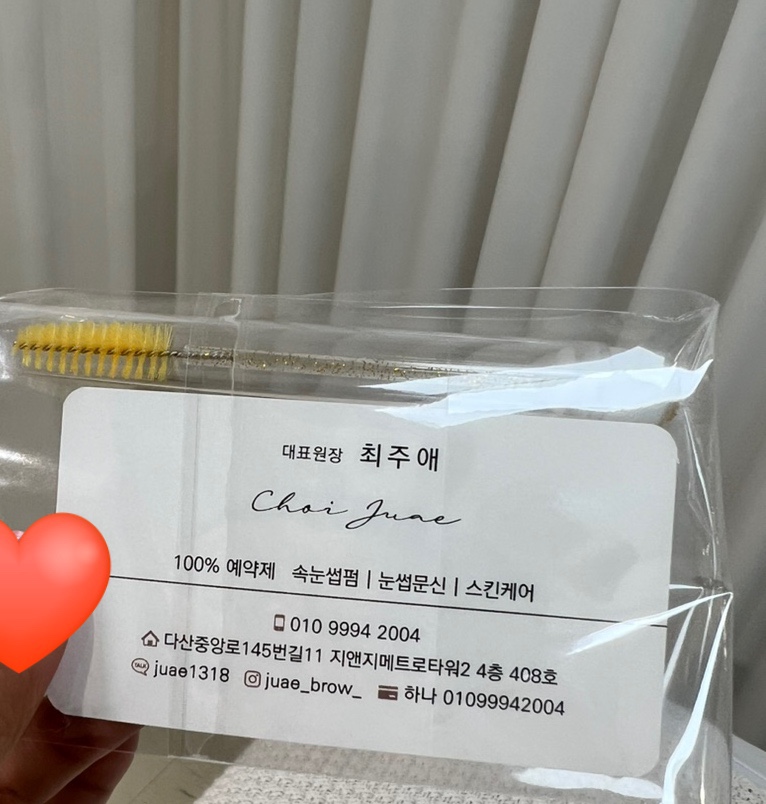 대표원장 최주애
Choi Juae
100% 예약제 속눈썹펌 | 눈썹문신 | 스킨케어
010 9994 2004
다산중앙로145번길11 지앤지메트로타워2 4층 408호
TALK juae1318 juae_brow_ 하나 01099942004